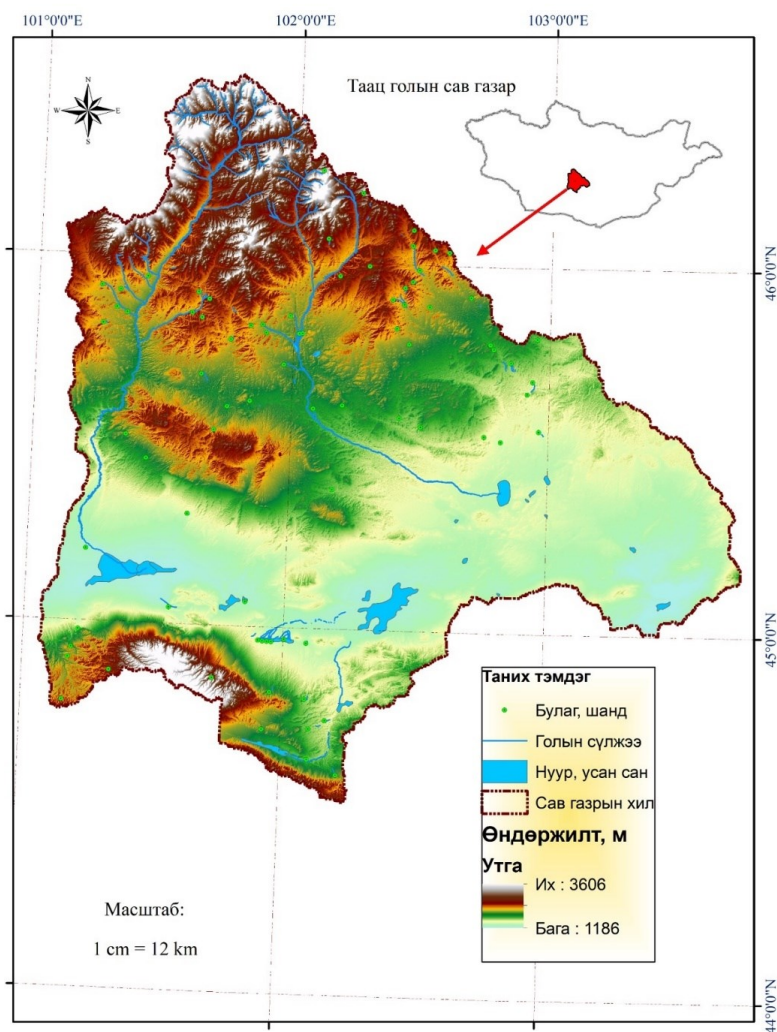 101°0'0"E
102°0'0"E
103°0'0"E
Таац голын сав газар
N
W
E
S
46°0'0"N
45°0'0"N
Таних тэмдэг
Булаг, шанд
Голын сүлжээ
Нуур, усан сан
Сав газрын хил
Өндөржилт, м
Утга
Их : 3606
Бага : 1186
Масштаб:
1 cm = 12 km
44°0'0"N